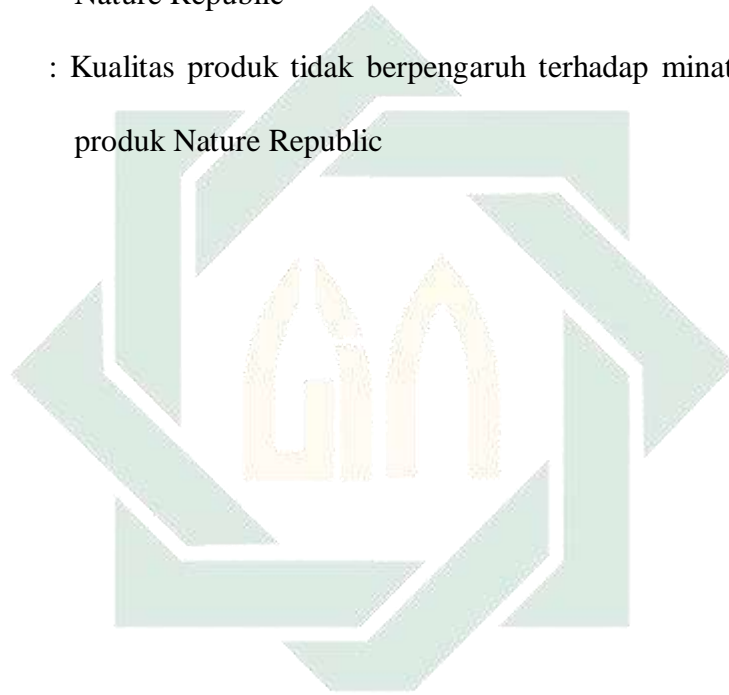 Nature Republic
: Kualitas produk tidak berpengaruh terhadap minat
produk Nature Republic